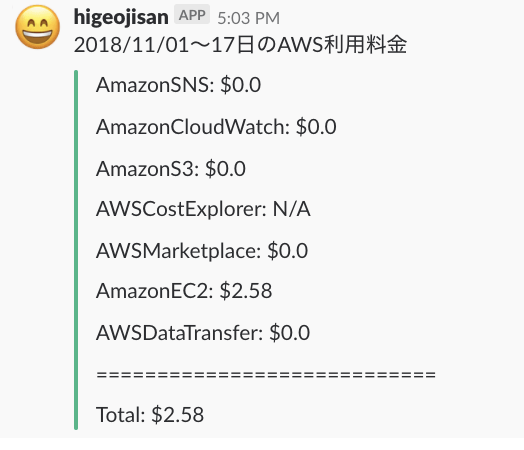 higeojisan APP 5:03 PM
2018/11/01〜17日のAWS利用料金
AmazonSNS: $0.0
AmazonCloudWatch: $0.0
AmazonS3: $0.0
AWSCostExplorer: N/A
AWSMarketplace: $0.0
AmazonEC2: $2.58
AWSDataTransfer: $0.0
============================
Total: $2.58